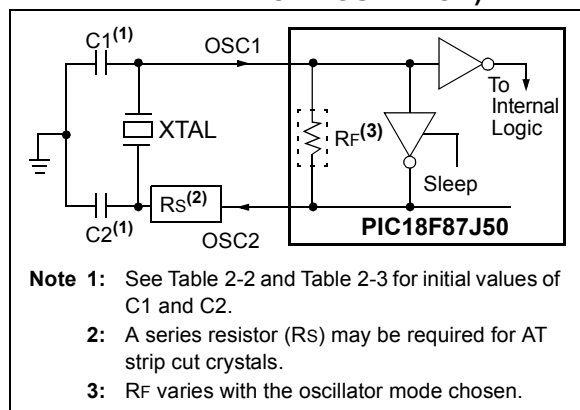 C1(1)
OSC1
To
Internal
Logic
XTAL
RF(3)
Sleep
RS(2)
C2(1)
OSC2
PIC18F87J50
Note 1: See Table 2-2 and Table 2-3 for initial values of
C1 and C2.
2: A series resistor (RS) may be required for AT
strip cut crystals.
3: RF varies with the oscillator mode chosen.